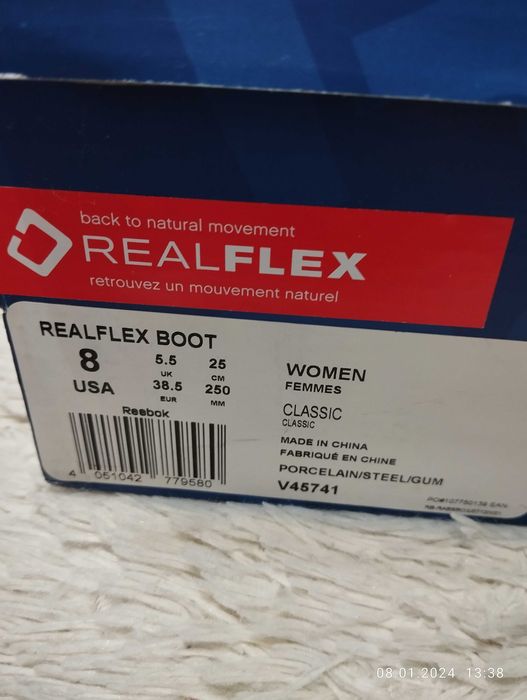 back to natural movement
REALFLEX
retrouvez un mouvement naturel
REALFLEX BOOT
8 5.5 25
UK CM
USA 38.5 250
EUR MM
Reebok
4 051042 779580
WOMEN
FEMMES
CLASSIC
CLASSIC
MADE IN CHINA
FABRIQUÉ EN CHINE
PORCELAIN/STEEL/GUM
V45741
08.01.2024 13:38